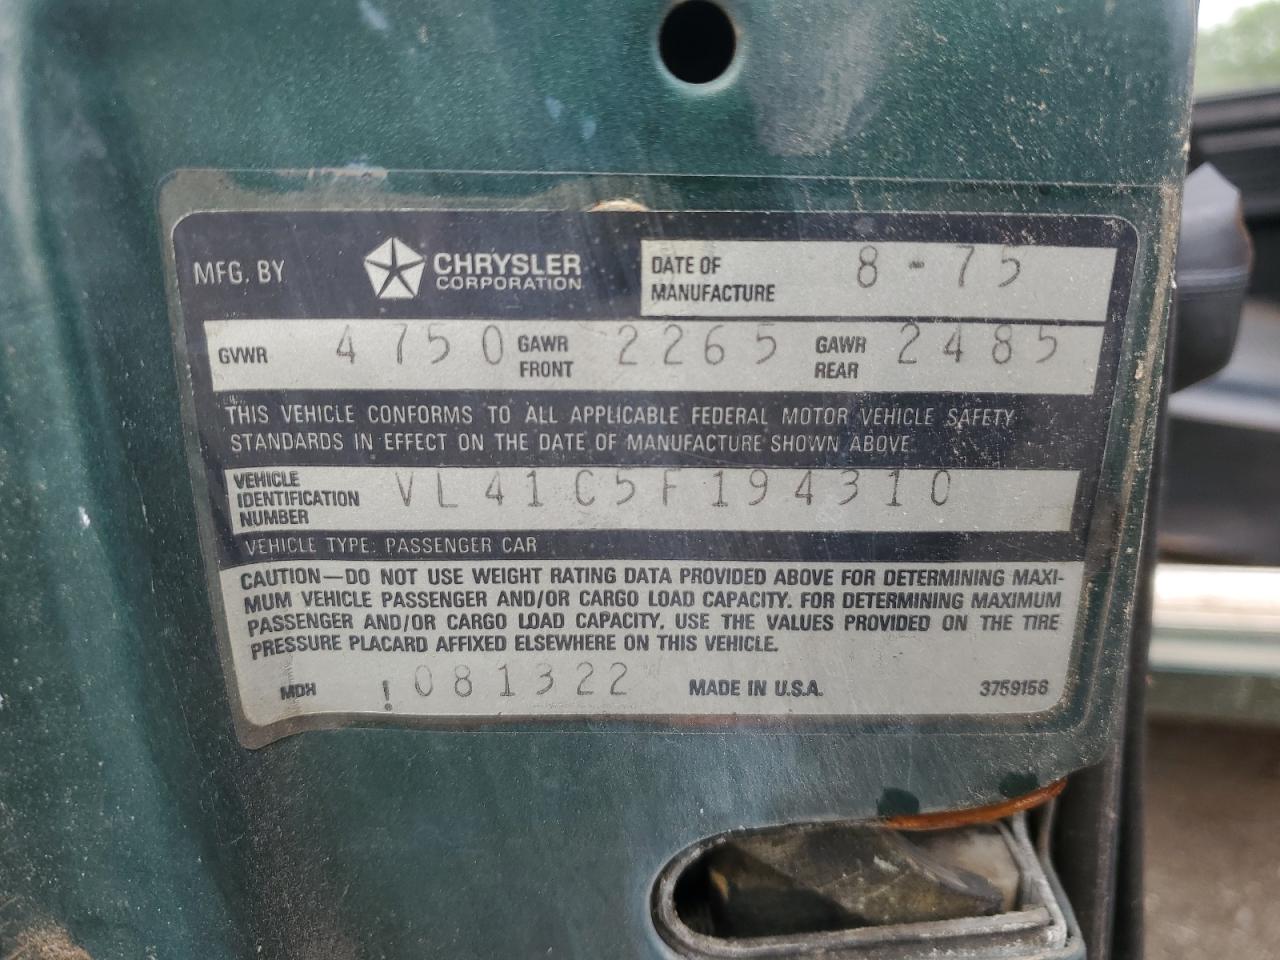 MFG. BY CHRYSLER CORPORATION
DATE OF MANUFACTURE 8-75
GVWR 4750 GAWR FRONT 2265 GAWR REAR 2485
THIS VEHICLE CONFORMS TO ALL APPLICABLE FEDERAL MOTOR VEHICLE SAFETY
STANDARDS IN EFFECT ON THE DATE OF MANUFACTURE SHOWN ABOVE.
VEHICLE IDENTIFICATION NUMBER VL41C5F194310
VEHICLE TYPE: PASSENGER CAR
CAUTION—DO NOT USE WEIGHT RATING DATA PROVIDED ABOVE FOR DETERMINING MAXI-
MUM VEHICLE PASSENGER AND/OR CARGO LOAD CAPACITY. FOR DETERMINING MAXIMUM
PASSENGER AND/OR CARGO LOAD CAPACITY, USE THE VALUES PROVIDED ON THE TIRE
PRESSURE PLACARD AFFIXED ELSEWHERE ON THIS VEHICLE.
MDH 081322 MADE IN U.S.A. 3759156